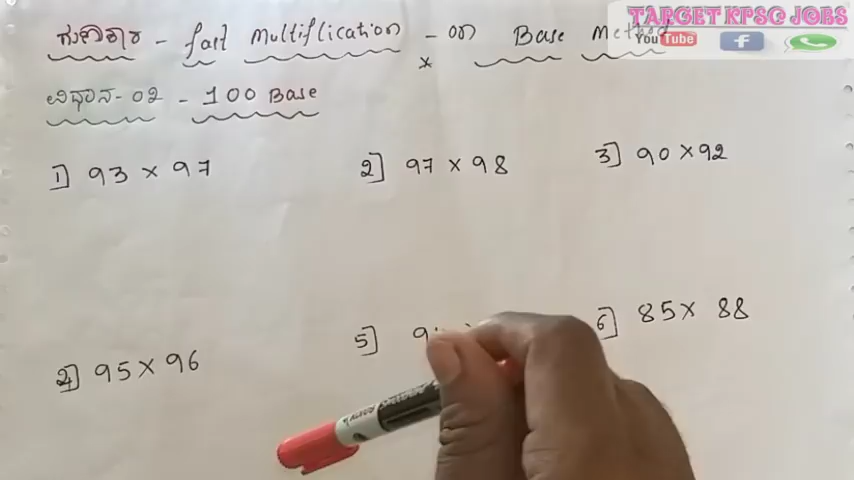 TARGET KPSC JOBS
YouTube
ಗುಣಾಕಾರ - fast Multiflication - on Base Method
ವಿಧಾನ-02 - 100 Base
1] 93 x 97
2] 97 x 98
3] 90 x 92
4] 95 x 96
5]
6] 85 x 88